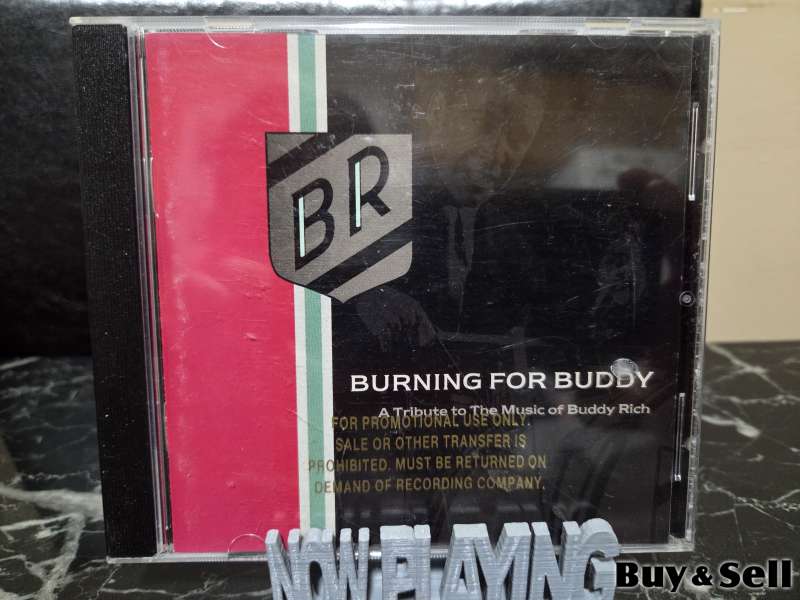 BR
BURNING FOR BUDDY
A Tribute to The Music of Buddy Rich
FOR PROMOTIONAL USE ONLY.
SALE OR OTHER TRANSFER IS
PROHIBITED. MUST BE RETURNED ON
DEMAND OF RECORDING COMPANY.
NOW PLAYING
Buy & Sell